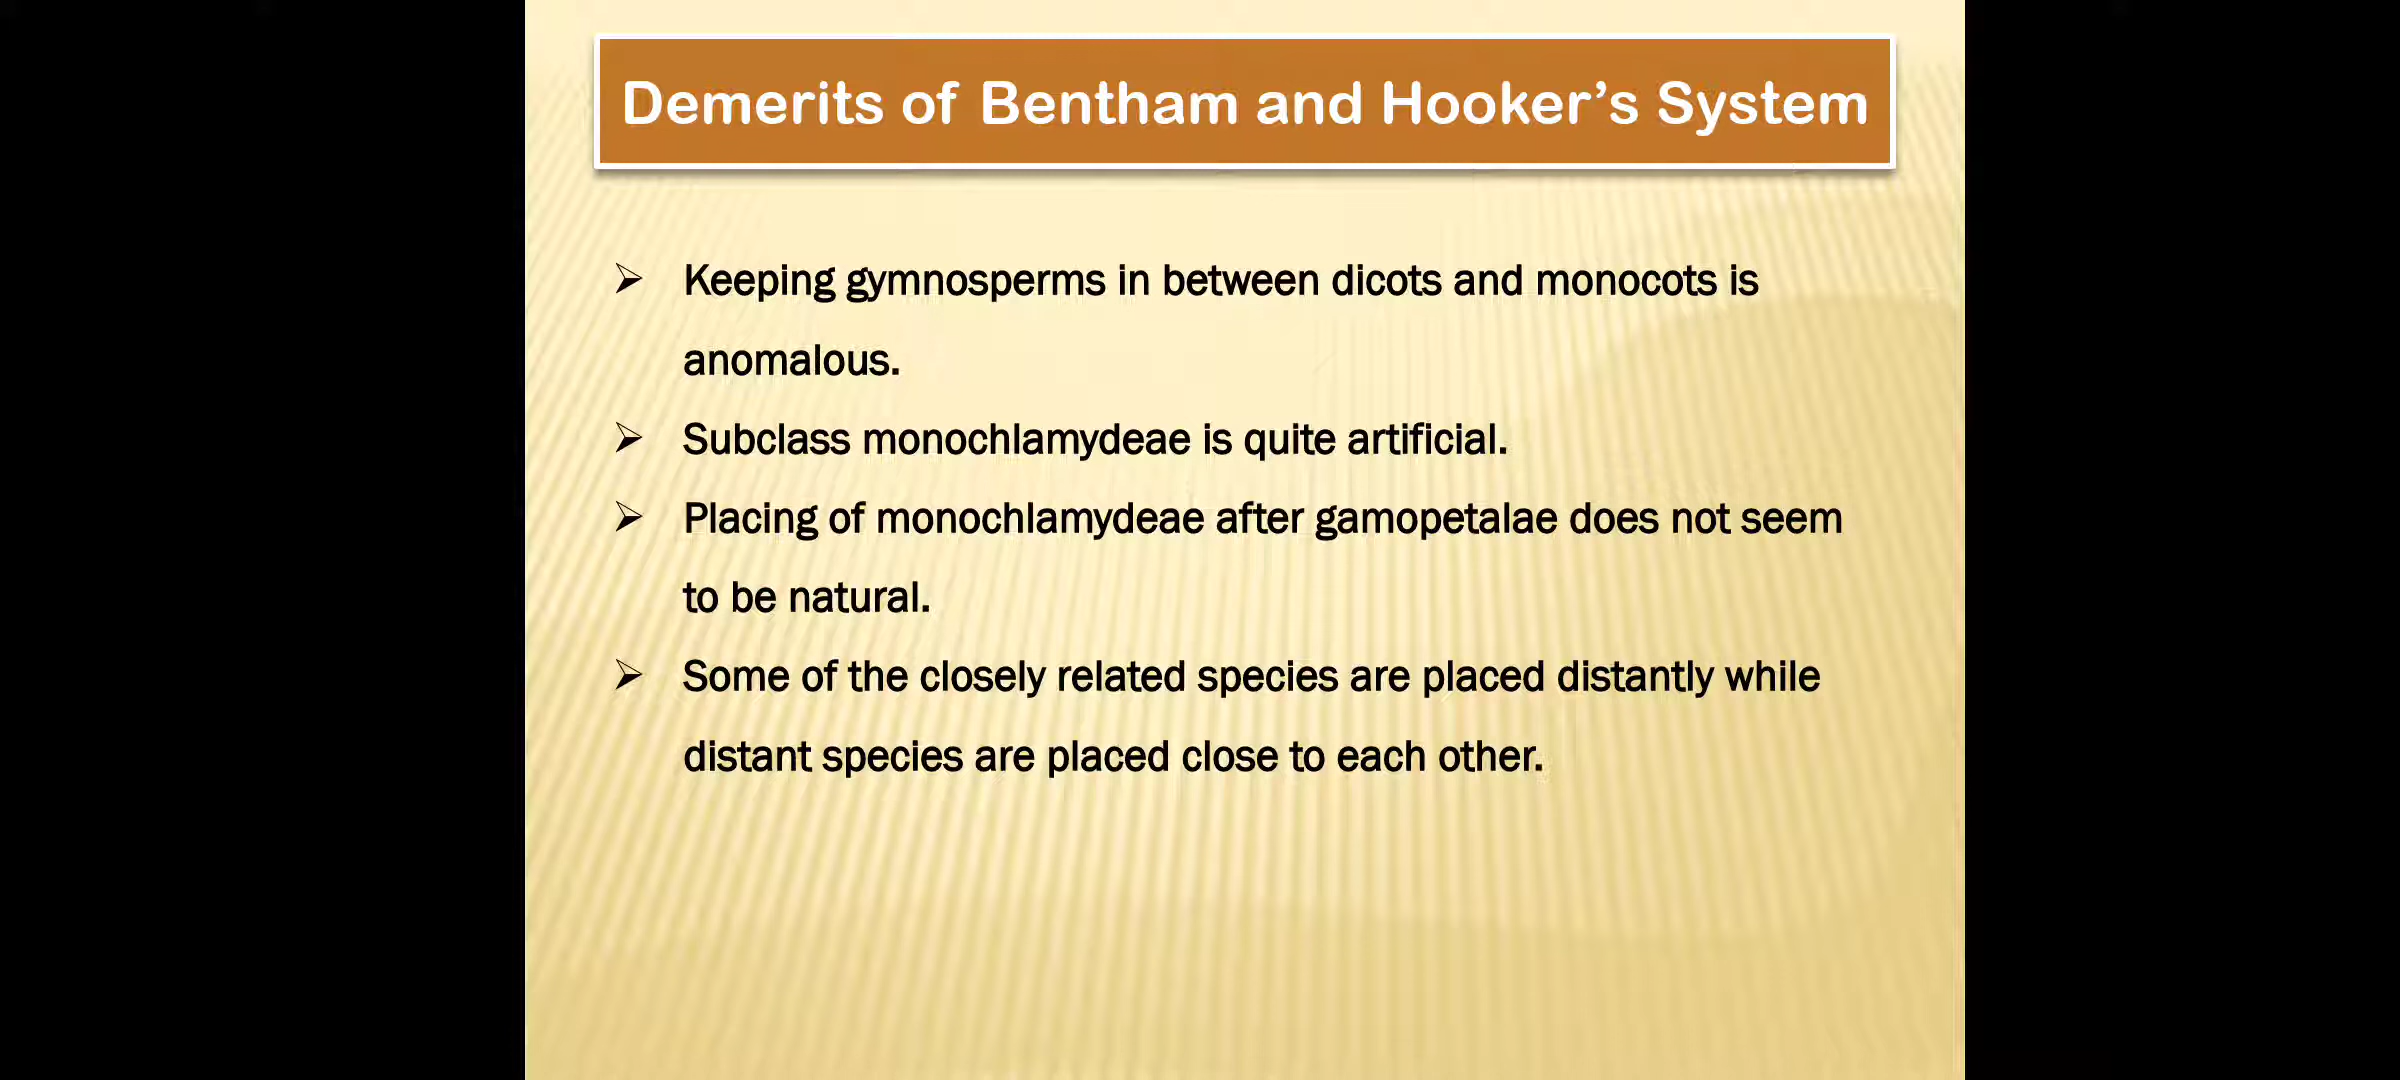 Demerits of Bentham and Hooker’s System
➢ Keeping gymnosperms in between dicots and monocots is
anomalous.
➢ Subclass monochlamydeae is quite artificial.
➢ Placing of monochlamydeae after gamopetalae does not seem
to be natural.
➢ Some of the closely related species are placed distantly while
distant species are placed close to each other.